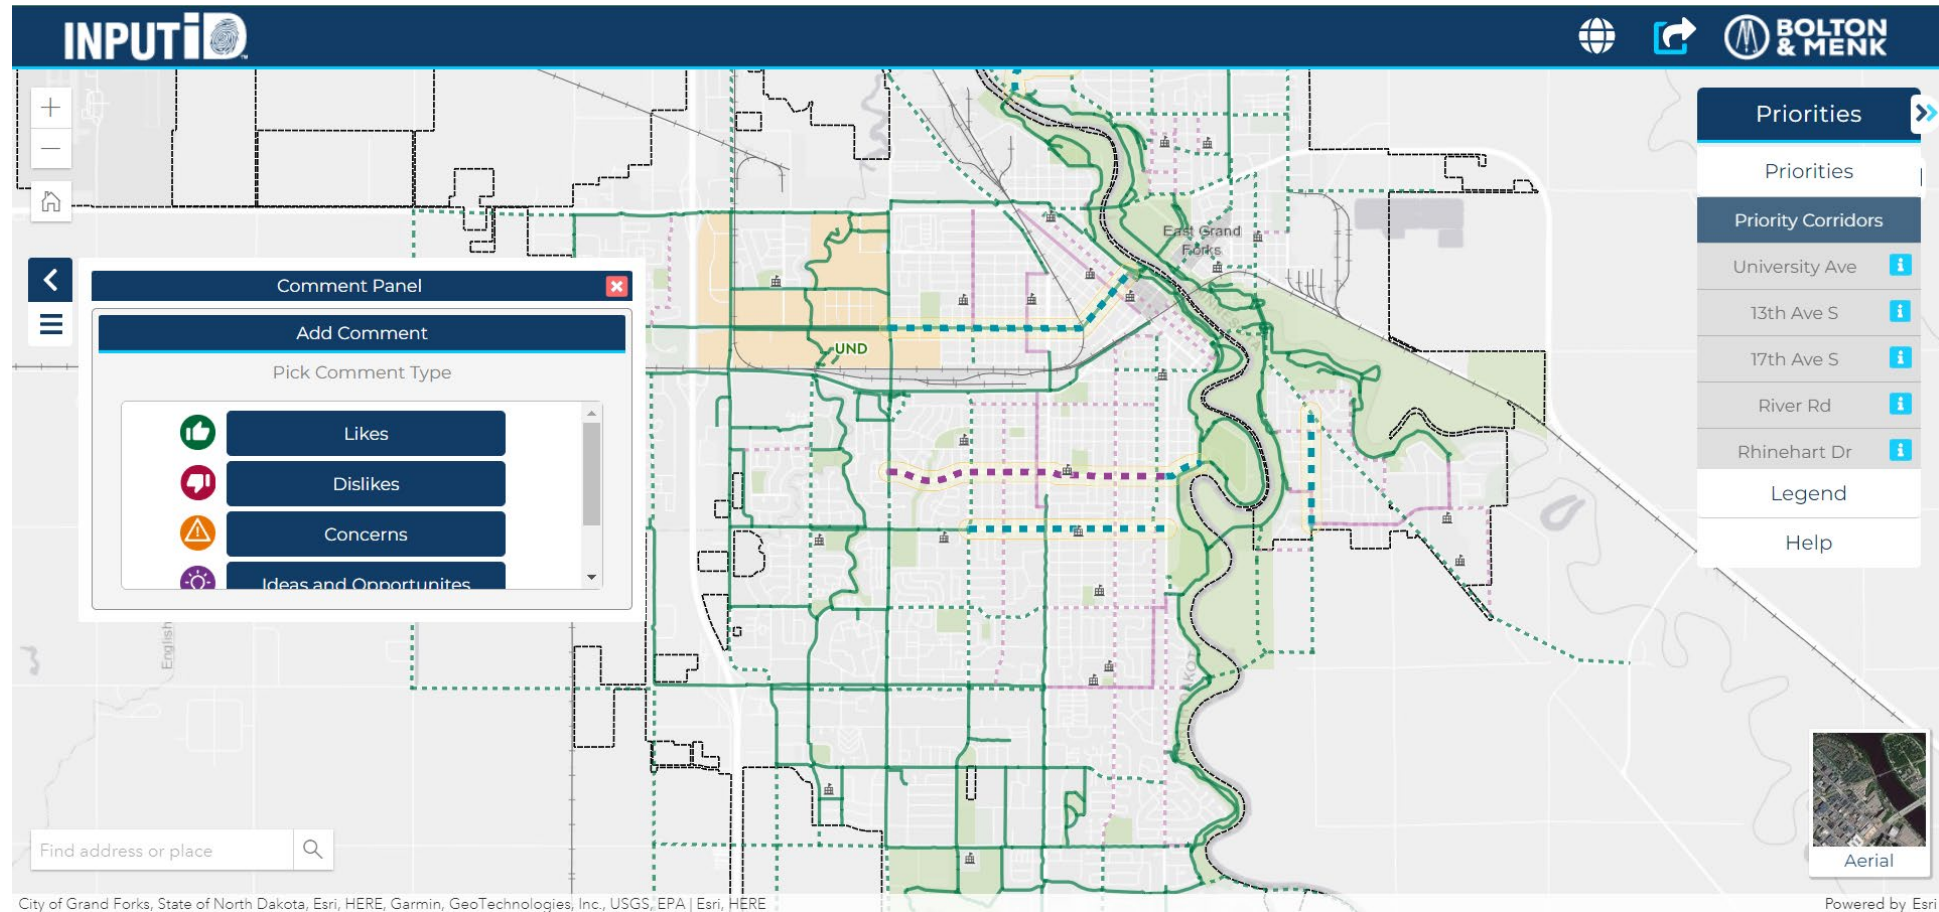 INPUTiD
BOLTON
& MENK
Priorities
Priorities
Priority Corridors
University Ave
13th Ave S
17th Ave S
River Rd
Rhinehart Dr
Legend
Help
East Grand
Forks
Comment Panel
Add Comment
Pick Comment Type
Likes
Dislikes
Concerns
Ideas and Opportunites
UND
English
Find address or place
Aerial
City of Grand Forks, State of North Dakota, Esri, HERE, Garmin, GeoTechnologies, Inc., USGS, EPA | Esri, HERE
Powered by Esri